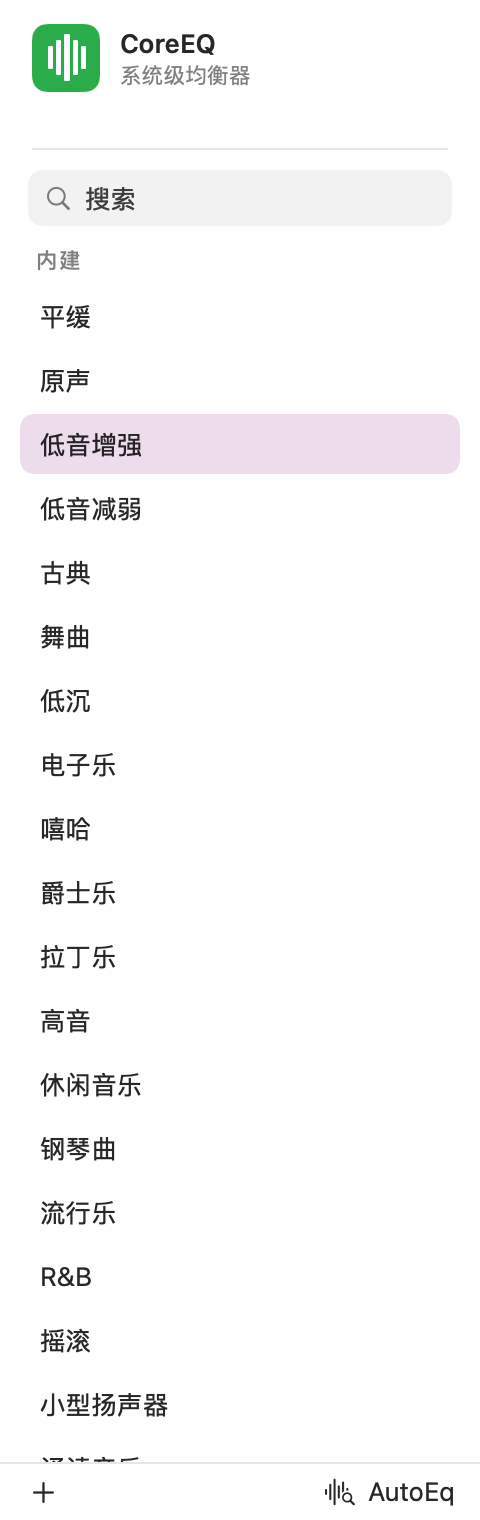 CoreEQ
系统级均衡器
搜索
内建
平缓
原声
低音增强
低音减弱
古典
舞曲
低沉
电子乐
嘻哈
爵士乐
拉丁乐
高音
休闲音乐
钢琴曲
流行乐
R&B
摇滚
小型扬声器
AutoEq